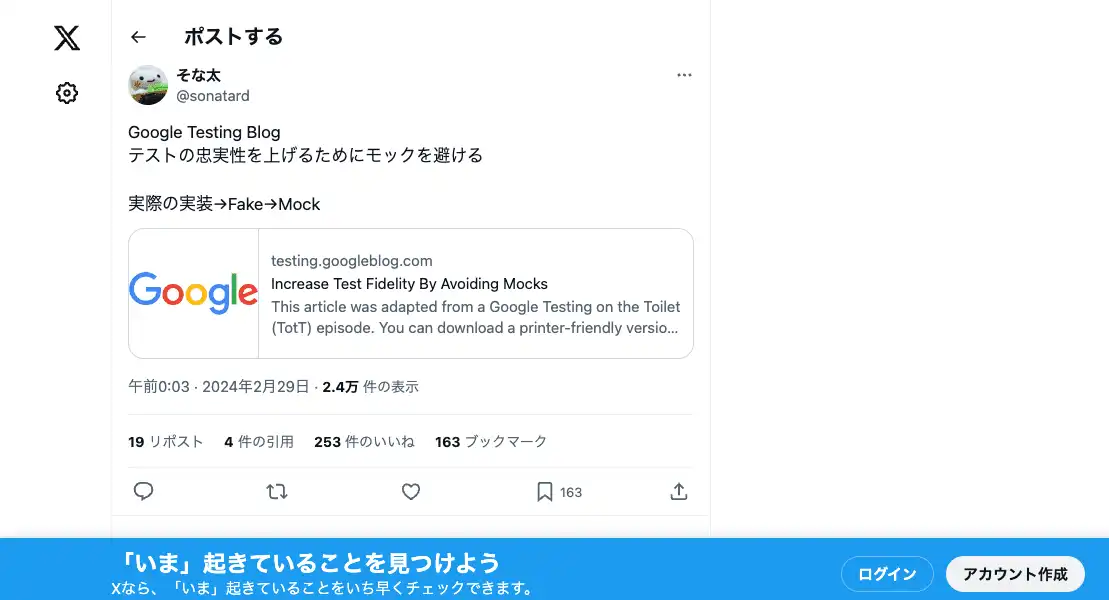 ポストする
そな太
@sonatard
Google Testing Blog
テストの忠実性を上げるためにモックを避ける
実際の実装→Fake→Mock
Google
testing.googleblog.com
Increase Test Fidelity By Avoiding Mocks
This article was adapted from a Google Testing on the Toilet
(TotT) episode. You can download a printer-friendly versio...
午前0:03 · 2024年2月29日 · 2.4万 件の表示
19 リポスト 4 件の引用 253 件のいいね 163 ブックマーク
163
「いま」起きていることを見つけよう
Xなら、「いま」起きていることをいち早くチェックできます。
ログイン
アカウント作成